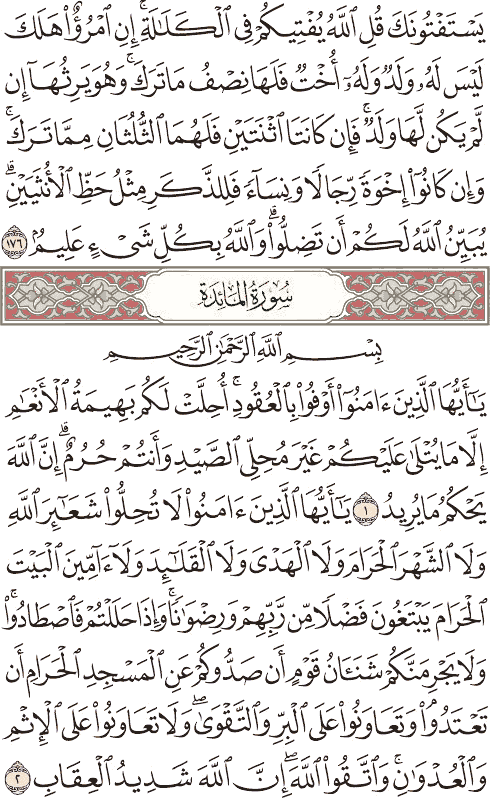 يَسْتَفْتُونَكَ قُلِ ٱللَّهُ يُفْتِيكُمْ فِى ٱلْكَلَٰلَةِ ۚ إِنِ ٱمْرُؤٌا۟ هَلَكَ
لَيْسَ لَهُۥ وَلَدٌ وَلَهُۥٓ أُخْتٌ فَلَهَا نِصْفُ مَا تَرَكَ ۚ وَهُوَ يَرِثُهَآ إِن
لَّمْ يَكُن لَّهَا وَلَدٌ ۚ فَإِن كَانَتَا ٱثْنَتَيْنِ فَلَهُمَا ٱلثُّلُثَانِ مِمَّا تَرَكَ ۚ
وَإِن كَانُوٓا۟ إِخْوَةً رِّجَالًا وَنِسَآءً فَلِلذَّكَرِ مِثْلُ حَظِّ ٱلْأُنثَيَيْنِ ۗ
يُبَيِّنُ ٱللَّهُ لَكُمْ أَن تَضِلُّوا۟ ۗ وَٱللَّهُ بِكُلِّ شَىْءٍ عَلِيمٌۢ ١٧٦
سُورَةُ المَائِدَةِ
بِسْمِ ٱللَّهِ ٱلرَّحْمَٰنِ ٱلرَّحِيمِ
يَٰٓأَيُّهَا ٱلَّذِينَ ءَامَنُوٓا۟ أَوْفُوا۟ بِٱلْعُقُودِ ۚ أُحِلَّتْ لَكُم بَهِيمَةُ ٱلْأَنْعَٰمِ
إِلَّا مَا يُتْلَىٰ عَلَيْكُمْ غَيْرَ مُحِلِّى ٱلصَّيْدِ وَأَنتُمْ حُرُمٌ ۗ إِنَّ ٱللَّهَ
يَحْكُمُ مَا يُرِيدُ ١ يَٰٓأَيُّهَا ٱلَّذِينَ ءَامَنُوا۟ لَا تُحِلُّوا۟ شَعَٰٓئِرَ ٱللَّهِ
وَلَا ٱلشَّهْرَ ٱلْحَرَامَ وَلَا ٱلْهَدْىَ وَلَا ٱلْقَلَٰٓئِدَ وَلَآ ءَآمِّينَ ٱلْبَيْتَ
ٱلْحَرَامَ يَبْتَغُونَ فَضْلًا مِّن رَّبِّهِمْ وَرِضْوَٰنًا ۚ وَإِذَا حَلَلْتُمْ فَٱصْطَادُوا۟ ۚ
وَلَا يَجْرِمَنَّكُمْ شَنَـَٔانُ قَوْمٍ أَن صَدُّوكُمْ عَنِ ٱلْمَسْجِدِ ٱلْحَرَامِ أَن
تَعْتَدُوا۟ ۘ وَتَعَاوَنُوا۟ عَلَى ٱلْبِرِّ وَٱلتَّقْوَىٰ ۖ وَلَا تَعَاوَنُوا۟ عَلَى ٱلْإِثْمِ
وَٱلْعُدْوَٰنِ ۚ وَٱتَّقُوا۟ ٱللَّهَ ۖ إِنَّ ٱللَّهَ شَدِيدُ ٱلْعِقَابِ ٢